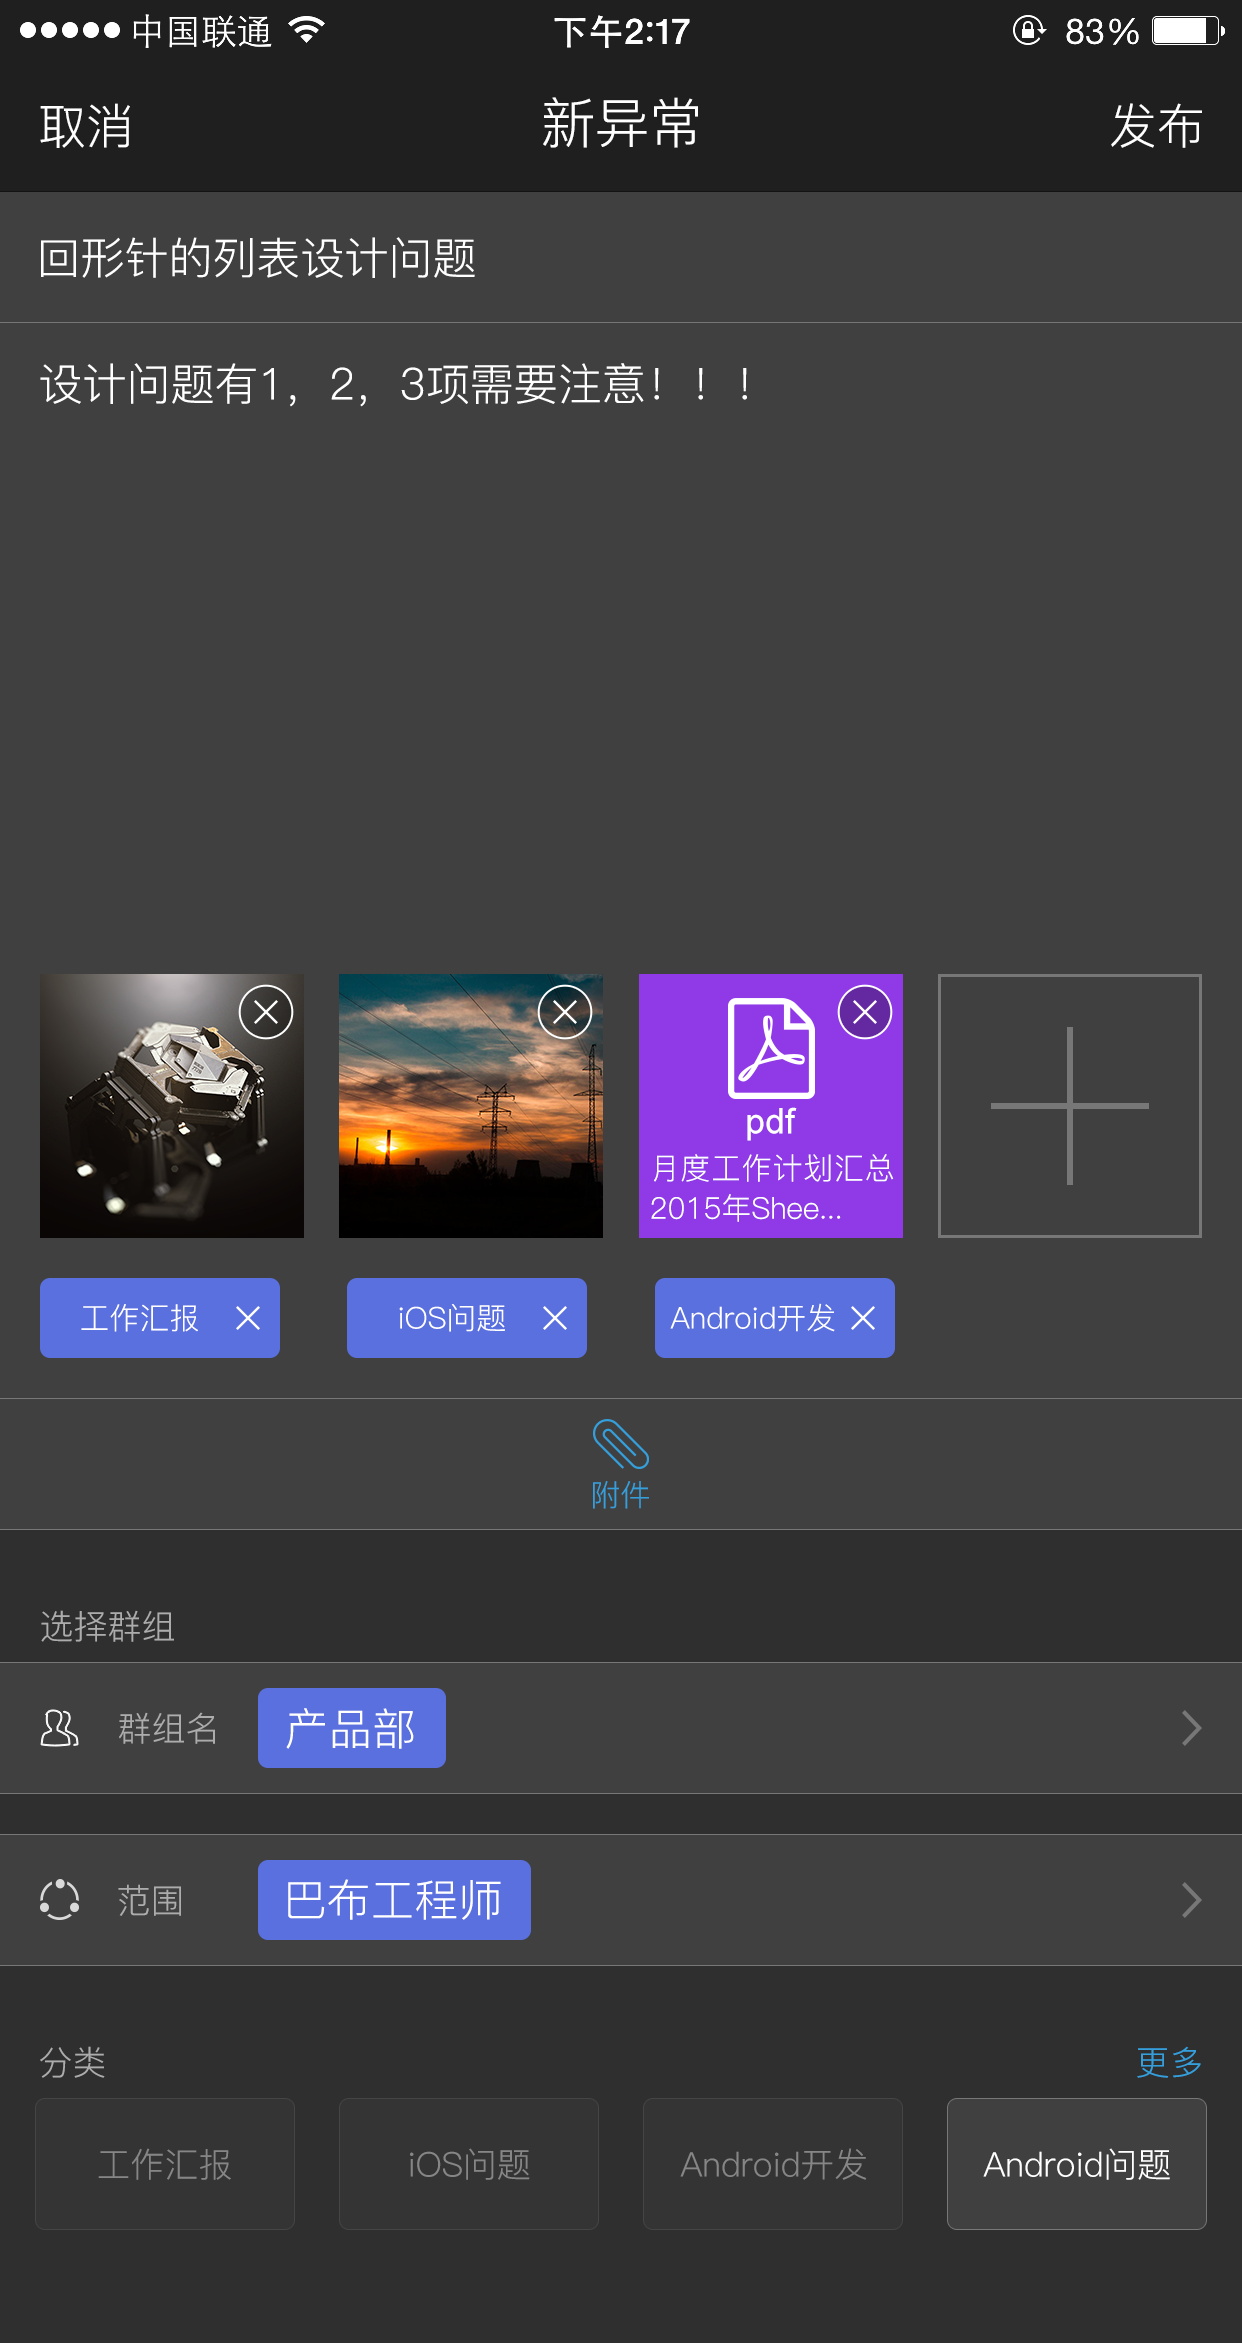 中国联通 下午2:17 83%
取消 新异常 发布
回形针的列表设计问题
设计问题有1，2，3项需要注意！！！
pdf
月度工作计划汇总
2015年Shee...
工作汇报 iOS问题 Android开发
附件
选择群组
群组名 产品部
范围 巴布工程师
分类 更多
工作汇报 iOS问题 Android开发 Android问题